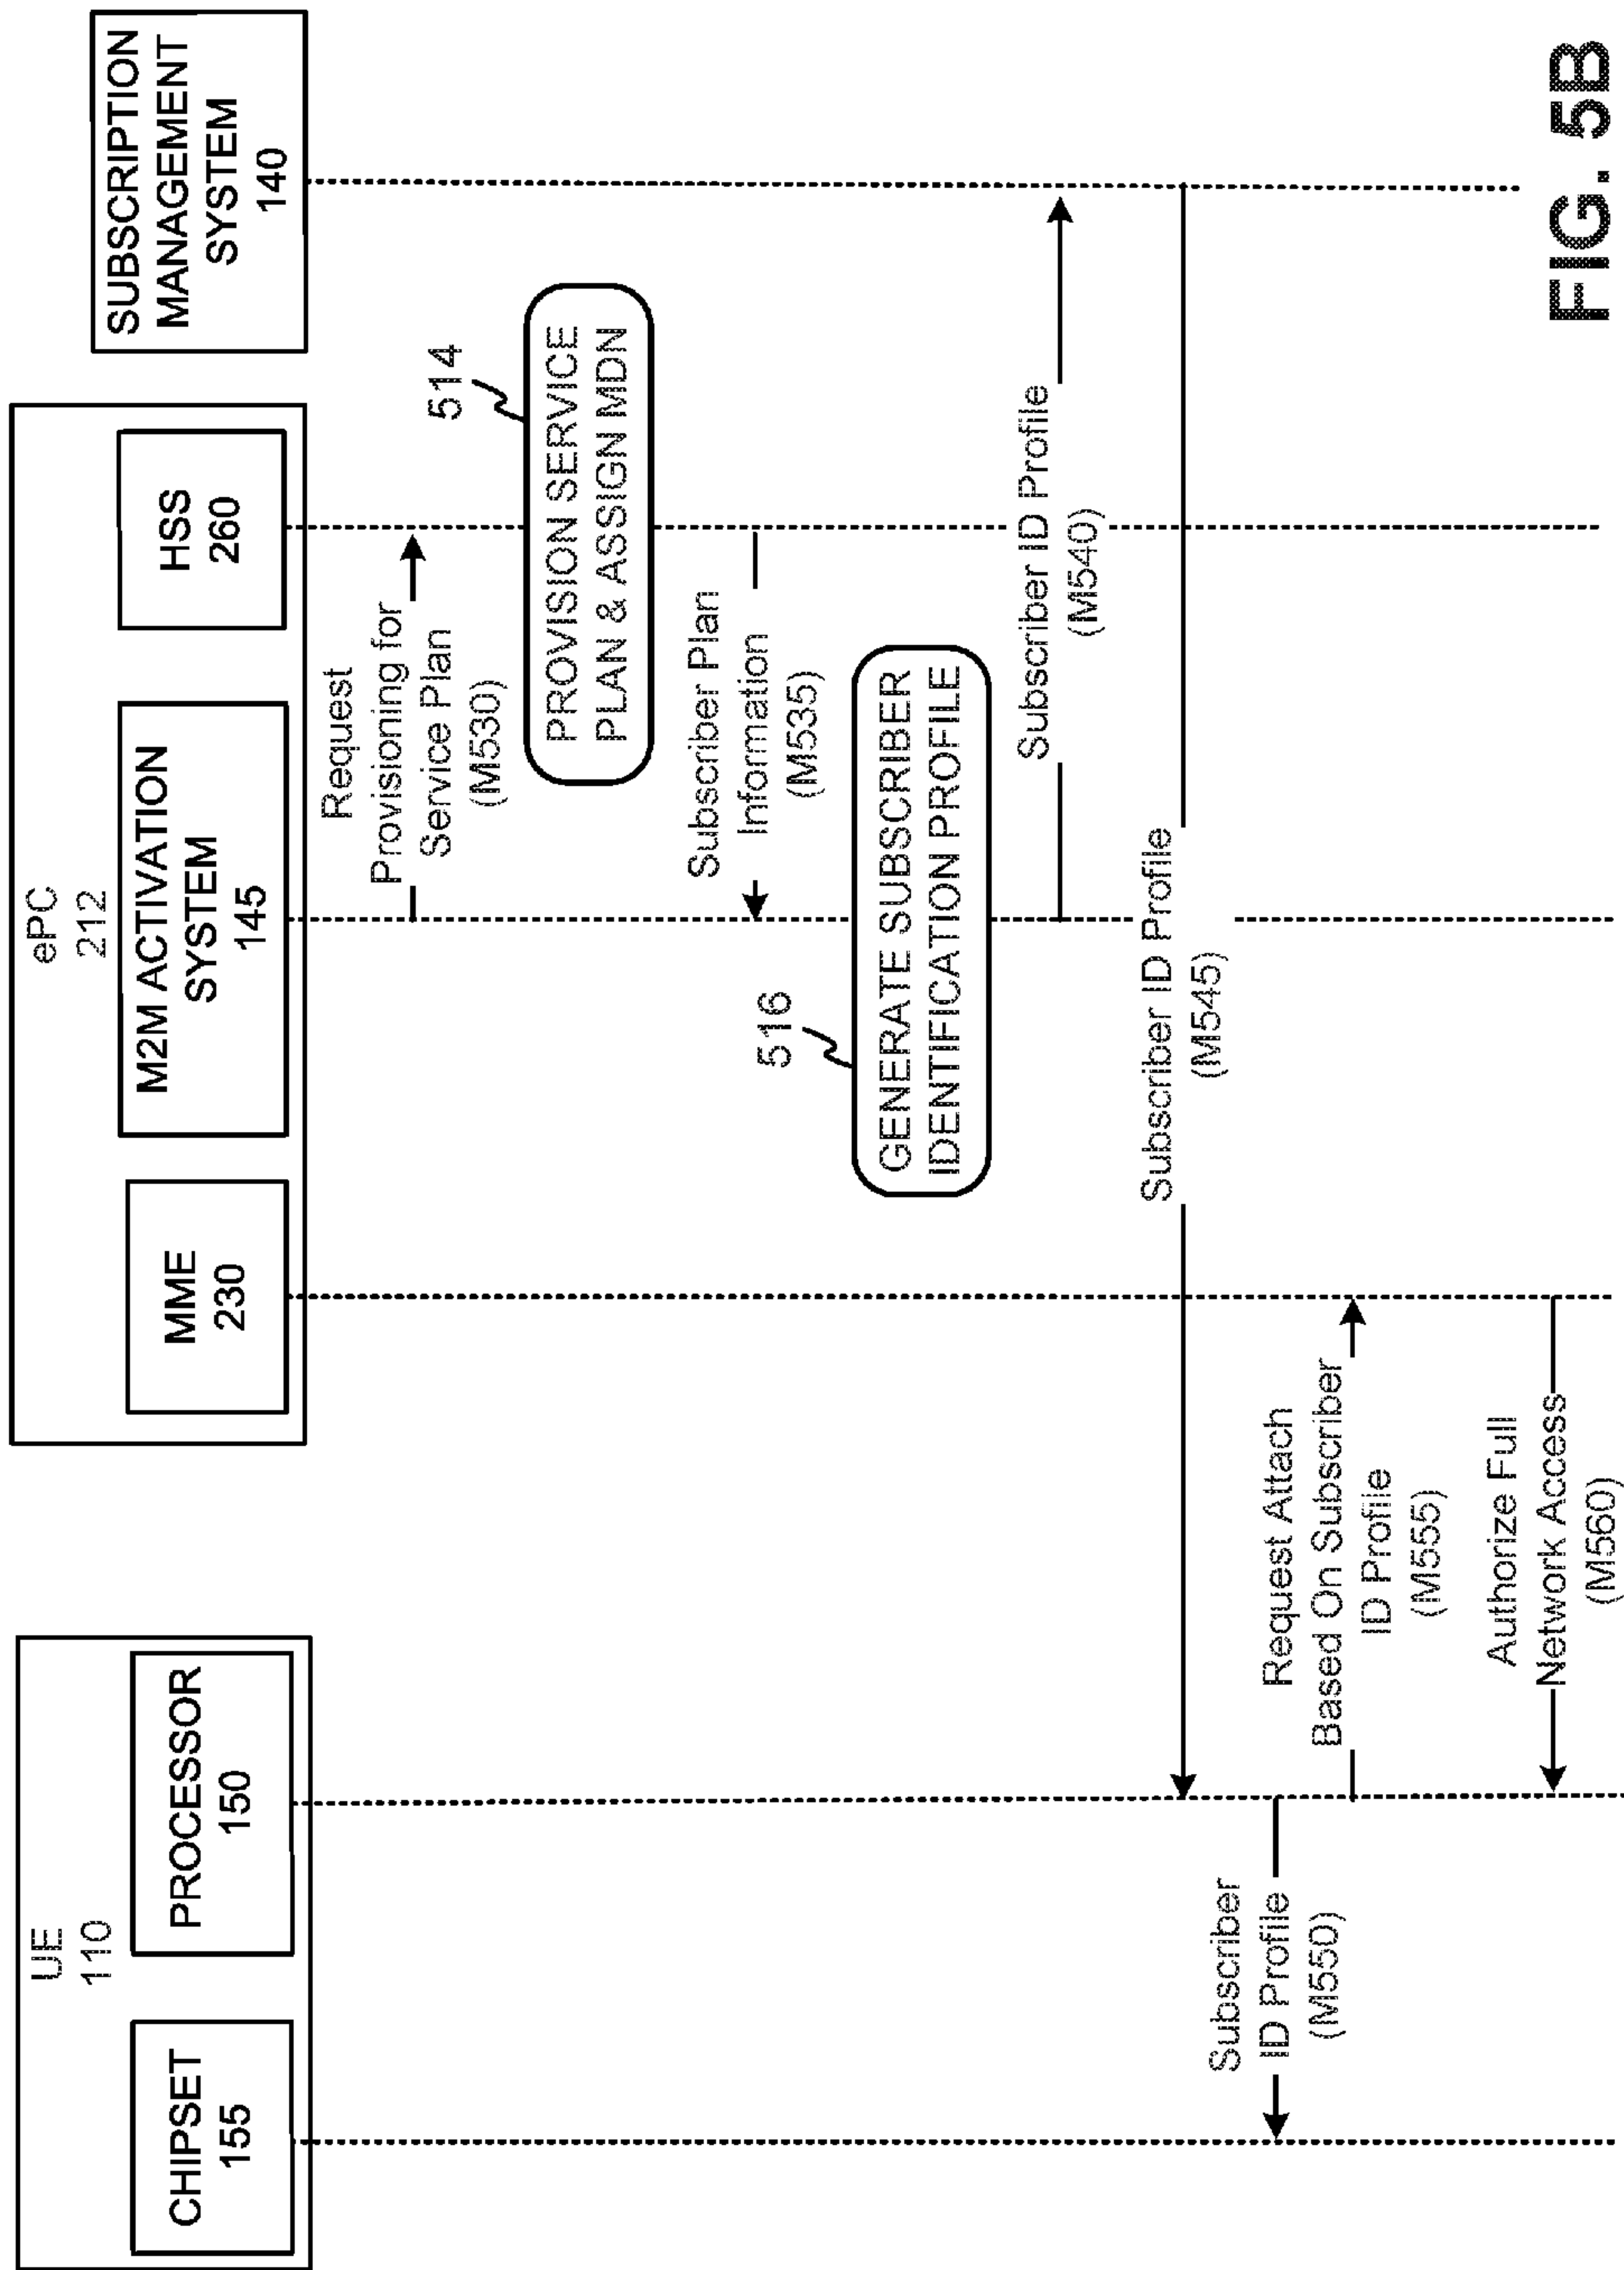 UE
110
CHIPSET
155
PROCESSOR
150
ePC
212
MME
230
M2M ACTIVATION
SYSTEM
145
HSS
260
SUBSCRIPTION
MANAGEMENT
SYSTEM
140
Request
Provisioning for
Service Plan
(M530)
514
PROVISION SERVICE
PLAN & ASSIGN MDN
Subscriber Plan
Information
(M535)
516
GENERATE SUBSCRIBER
IDENTIFICATION PROFILE
Subscriber ID Profile
(M540)
Subscriber ID Profile
(M545)
Subscriber
ID Profile
(M550)
Request Attach
Based On Subscriber
ID Profile
(M555)
Authorize Full
Network Access
(M560)
FIG. 5B